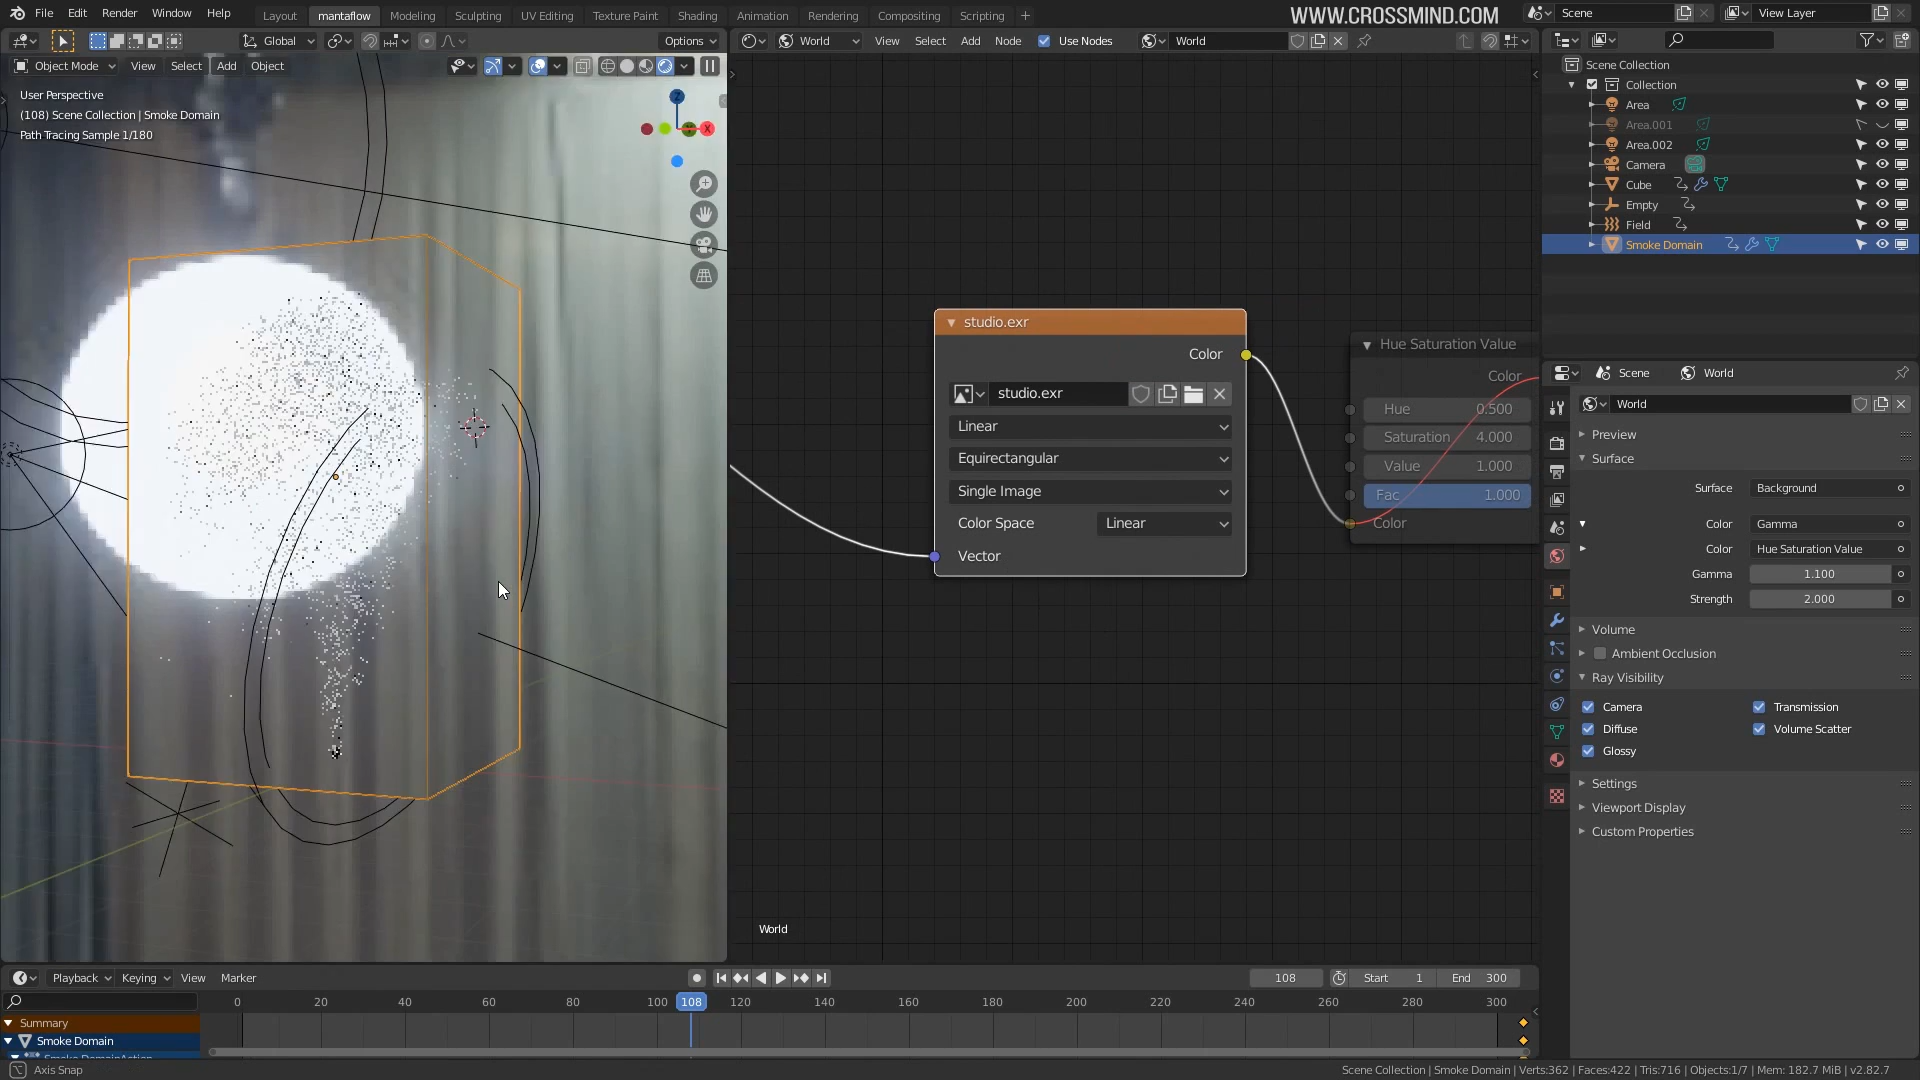 File Edit Render Window Help Layout mantaflow Modeling Sculpting UV Editing Texture Paint Shading Animation Rendering Compositing Scripting + WWW.CROSSMIND.COM Scene View Layer
Global Options World View Select Add Node Use Nodes World
Object Mode View Select Add Object
User Perspective
(108) Scene Collection | Smoke Domain
Path Tracing Sample 1/180
Z
X
studio.exr
Color
studio.exr
Linear
Equirectangular
Single Image
Color Space Linear
Vector
Hue Saturation Value
Color
Hue 0.500
Saturation 4.000
Value 1.000
Fac 1.000
Color
World
Scene Collection
Collection
Area
Area.001
Area.002
Camera
Cube
Empty
Field
Smoke Domain
Scene World
World
Preview
Surface
Surface Background
Color Gamma
Color Hue Saturation Value
Gamma 1.100
Strength 2.000
Volume
Ambient Occlusion
Ray Visibility
Camera Transmission
Diffuse Volume Scatter
Glossy
Settings
Viewport Display
Custom Properties
Playback Keying View Marker 108 Start 1 End 300
0 20 40 60 80 100 108 120 140 160 180 200 220 240 260 280 300
Summary
Smoke Domain
Smoke DomainAction
Axis Snap Scene Collection | Smoke Domain | Verts:362 | Faces:422 | Tris:716 | Objects:1/7 | Mem: 182.7 MiB | v2.82.7